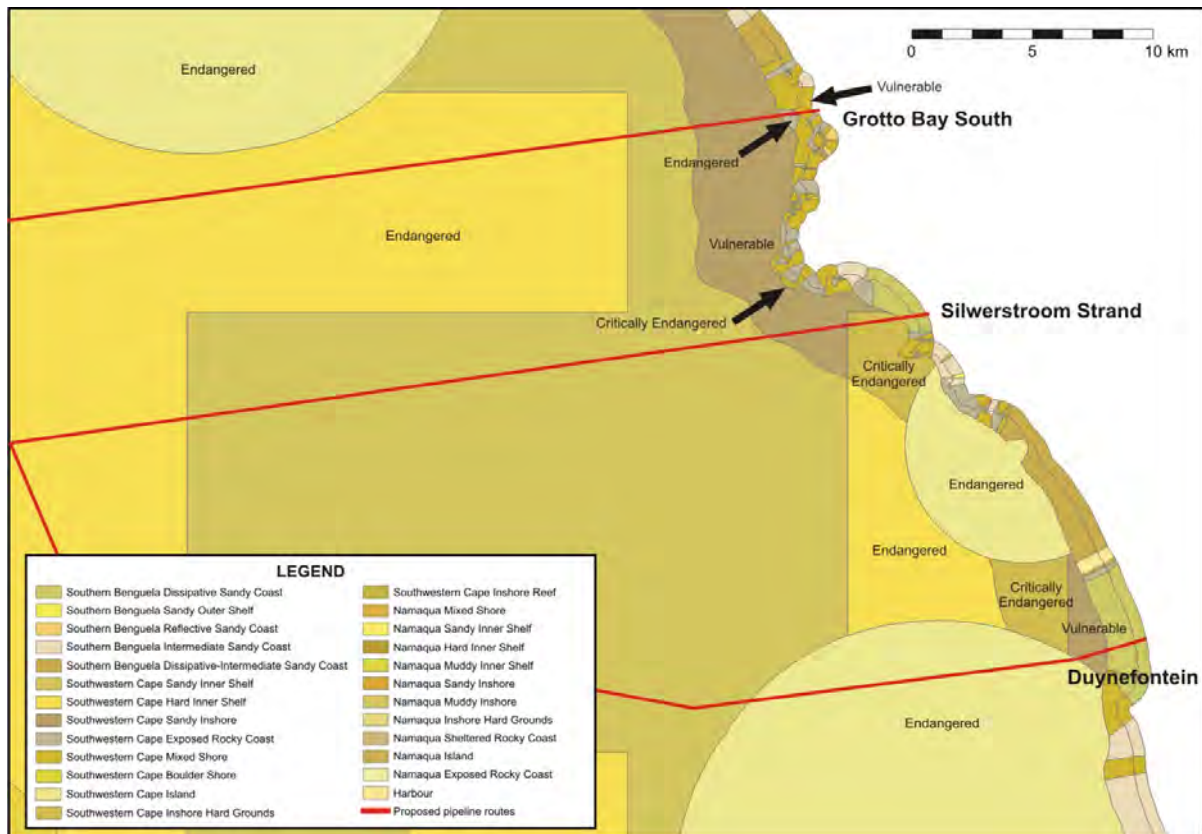 Endangered
0 5 10 km
Vulnerable
Grotto Bay South
Endangered
Endangered
Vulnerable
Critically Endangered
Silwerstroom Strand
Critically
Endangered
Endangered
Endangered
Critically
Endangered
Vulnerable
Duynefontein
Endangered
LEGEND
Southern Benguela Dissipative Sandy Coast
Southern Benguela Sandy Outer Shelf
Southern Benguela Reflective Sandy Coast
Southern Benguela Intermediate Sandy Coast
Southern Benguela Dissipative-Intermediate Sandy Coast
Southwestern Cape Sandy Inner Shelf
Southwestern Cape Hard Inner Shelf
Southwestern Cape Sandy Inshore
Southwestern Cape Exposed Rocky Coast
Southwestern Cape Mixed Shore
Southwestern Cape Boulder Shore
Southwestern Cape Island
Southwestern Cape Inshore Hard Grounds
Southwestern Cape Inshore Reef
Namaqua Mixed Shore
Namaqua Sandy Inner Shelf
Namaqua Hard Inner Shelf
Namaqua Muddy Inner Shelf
Namaqua Sandy Inshore
Namaqua Muddy Inshore
Namaqua Inshore Hard Grounds
Namaqua Sheltered Rocky Coast
Namaqua Island
Namaqua Exposed Rocky Coast
Harbour
Proposed pipeline routes